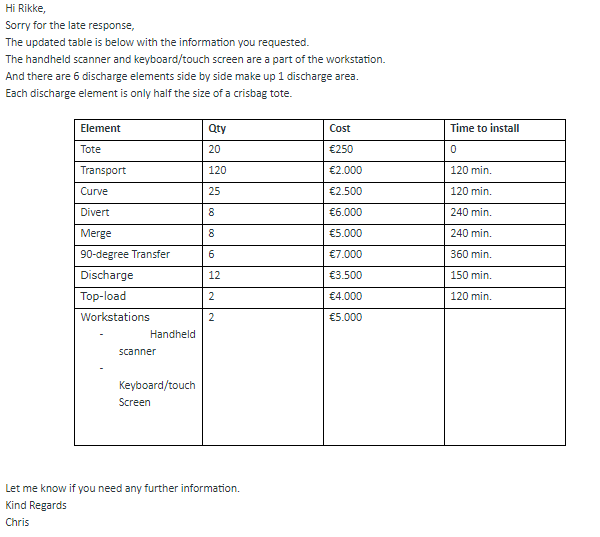 Hi Rikke,
Sorry for the late response,
The updated table is below with the information you requested.
The handheld scanner and keyboard/touch screen are a part of the workstation.
And there are 6 discharge elements side by side make up 1 discharge area.
Each discharge element is only half the size of a crisbag tote.
Element Qty Cost Time to install
Tote 20 €250 0
Transport 120 €2.000 120 min.
Curve 25 €2.500 120 min.
Divert 8 €6.000 240 min.
Merge 8 €5.000 240 min.
90-degree Transfer 6 €7.000 360 min.
Discharge 12 €3.500 150 min.
Top-load 2 €4.000 120 min.
Workstations 2 €5.000
- Handheld
scanner
-
Keyboard/touch
Screen
Let me know if you need any further information.
Kind Regards
Chris